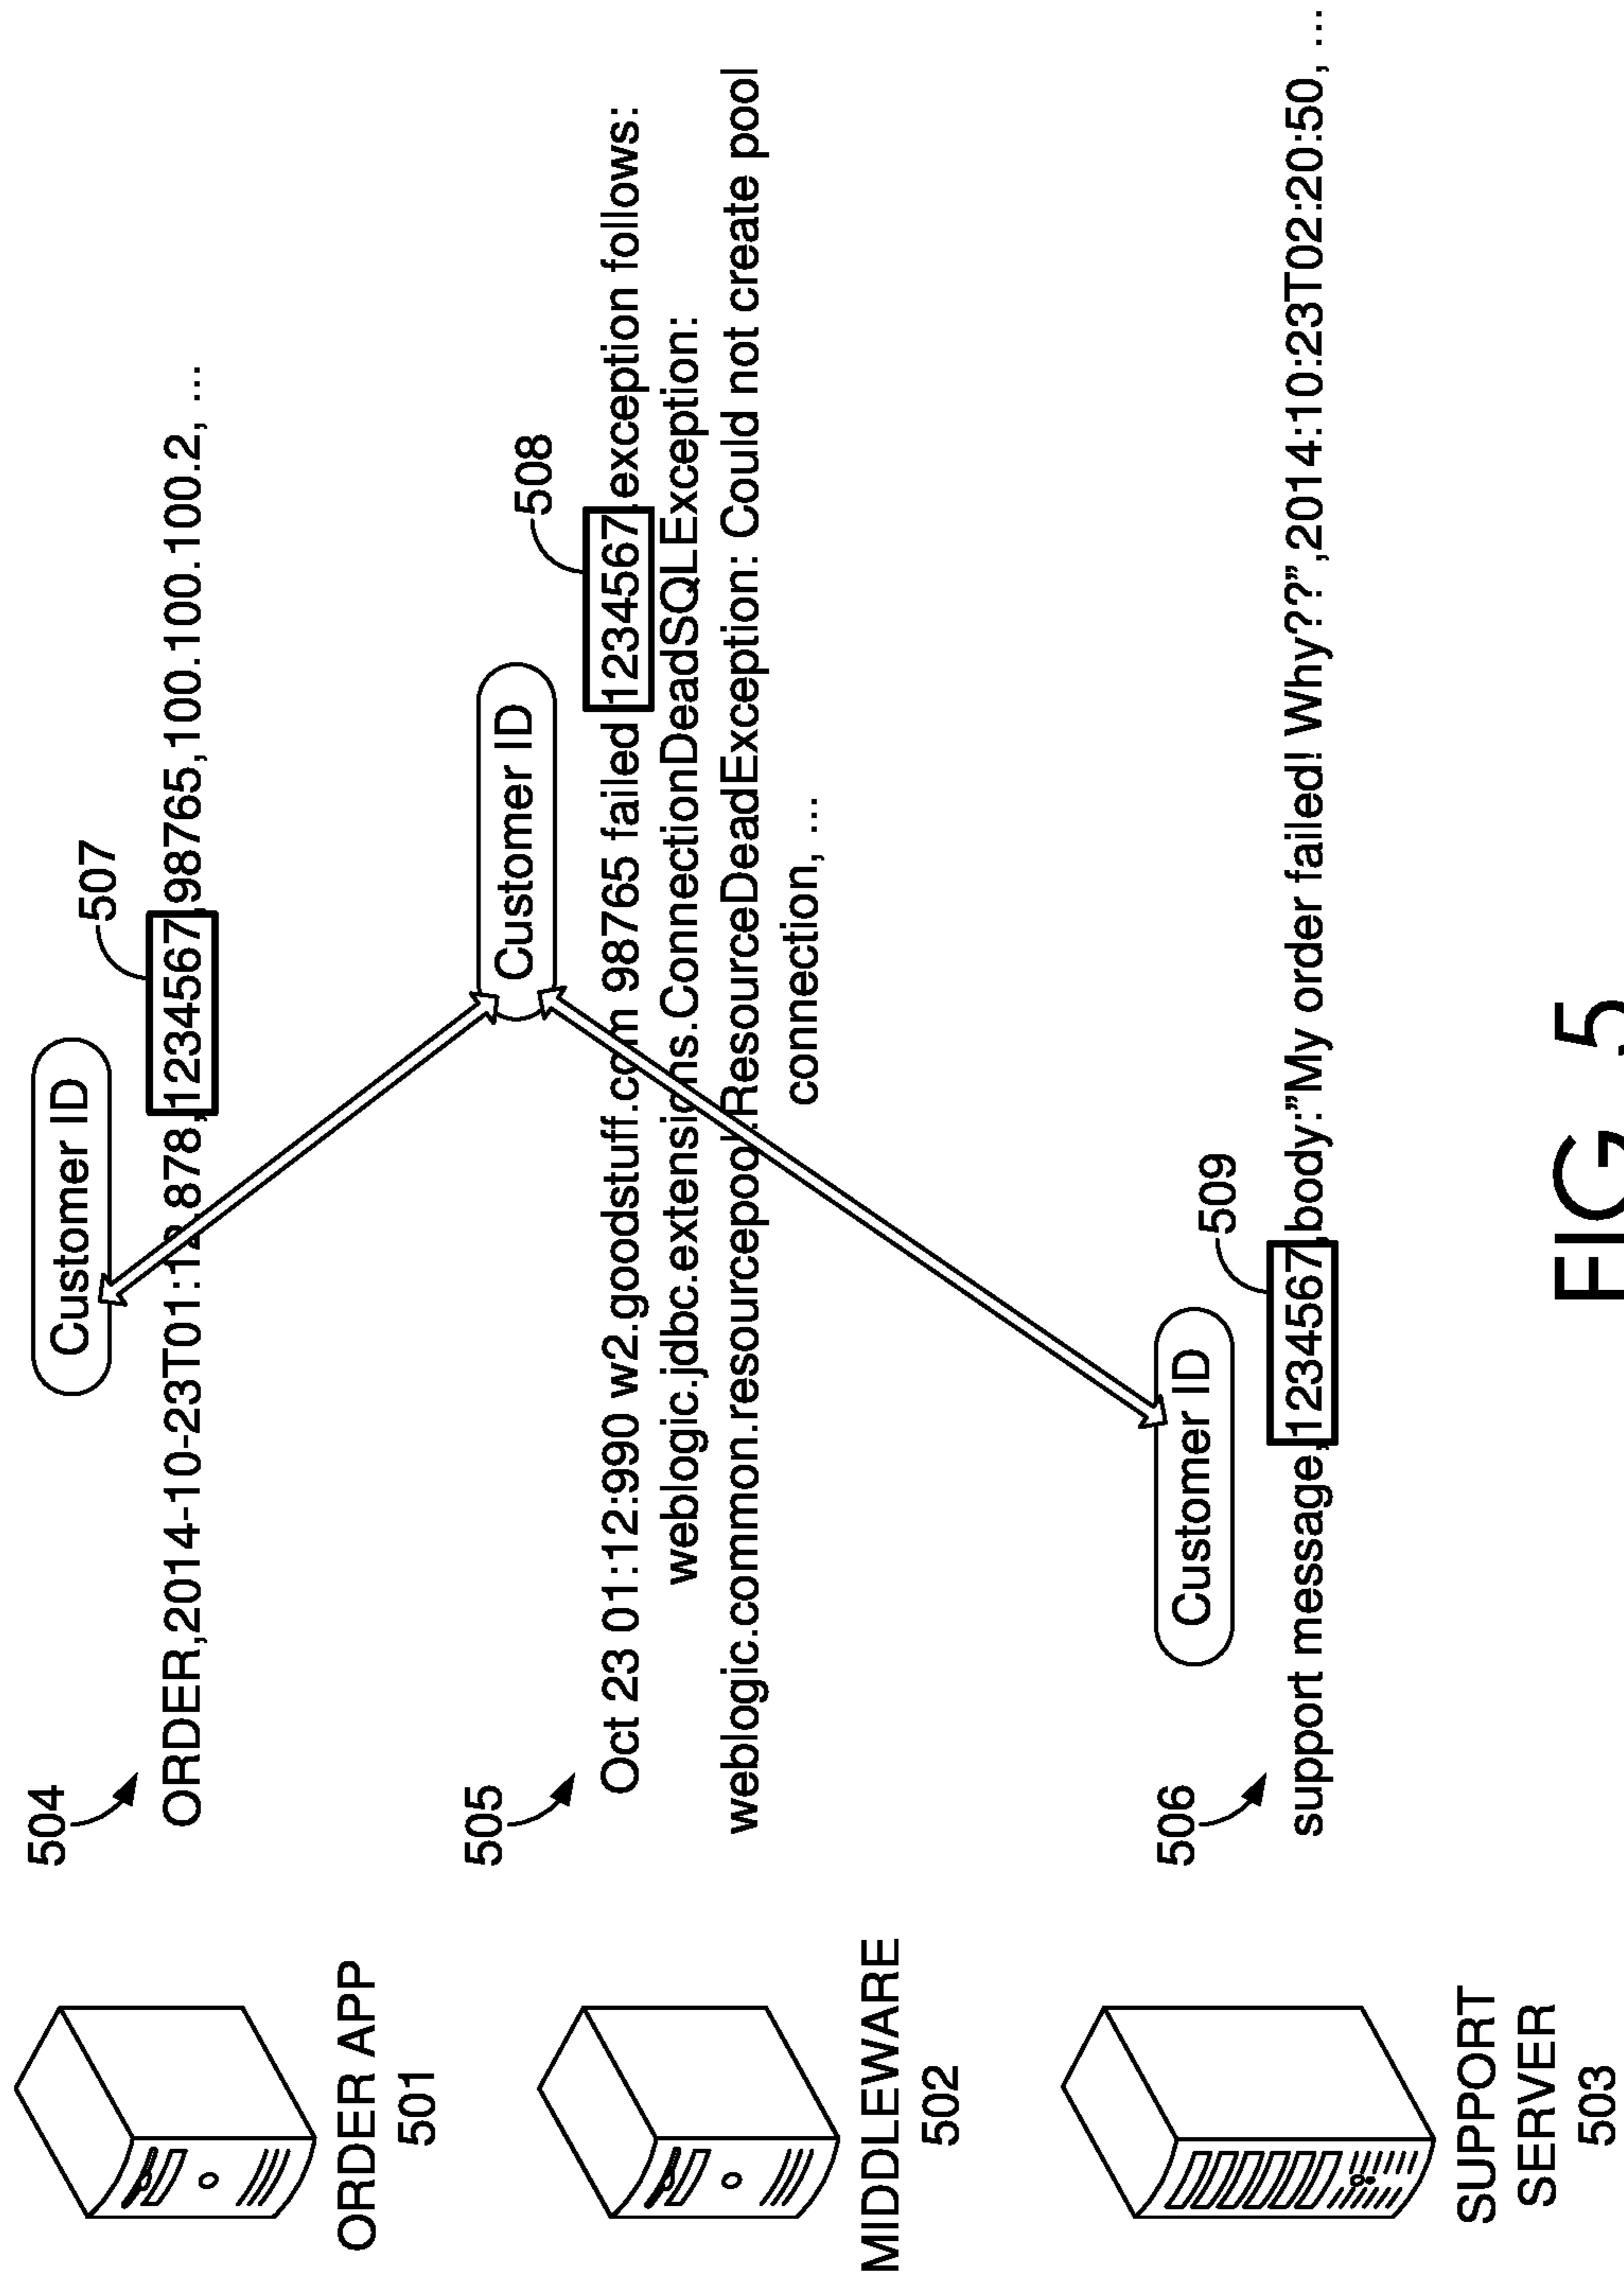 504
Customer ID
507
ORDER,2014-10-23T01:12.878,1234567,98765,100.100.100.2, ...
ORDER APP
501
505
Customer ID
508
Oct 23 01:12:990 w2.goodstuff.com 98765 failed 1234567,exception follows:
weblogic.jdbc.extensions.ConnectionDeadSQLException:
weblogic.common.resourcepool.ResourceDeadException: Could not create pool
connection, ...
MIDDLEWARE
502
506
Customer ID
509
support message,1234567,body:"My order failed! Why???",2014:10:23T02:20:50, ...
SUPPORT
SERVER
503
FIG. 5